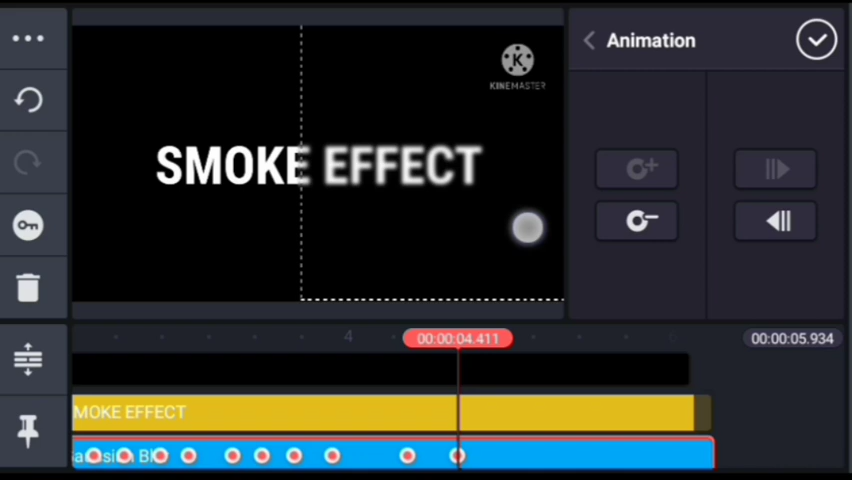 Animation
KINEMASTER
SMOKE EFFECT
4
00:00:04.411
00:00:05.934
MOKE EFFECT